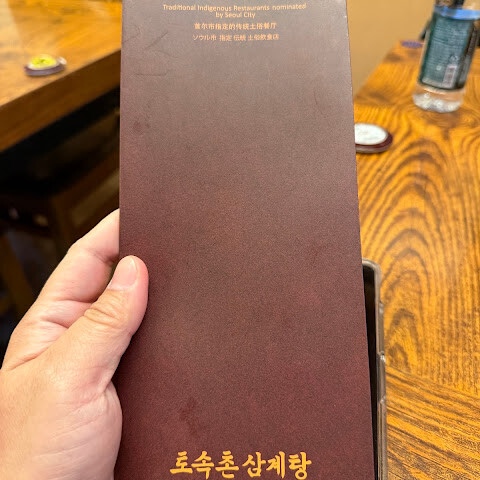 Traditional Indigenous Restaurants nominated
by Seoul City
首尔市指定的传统土俗餐厅
ソウル市 指定 伝統 土俗飲食店
토속촌 삼계탕